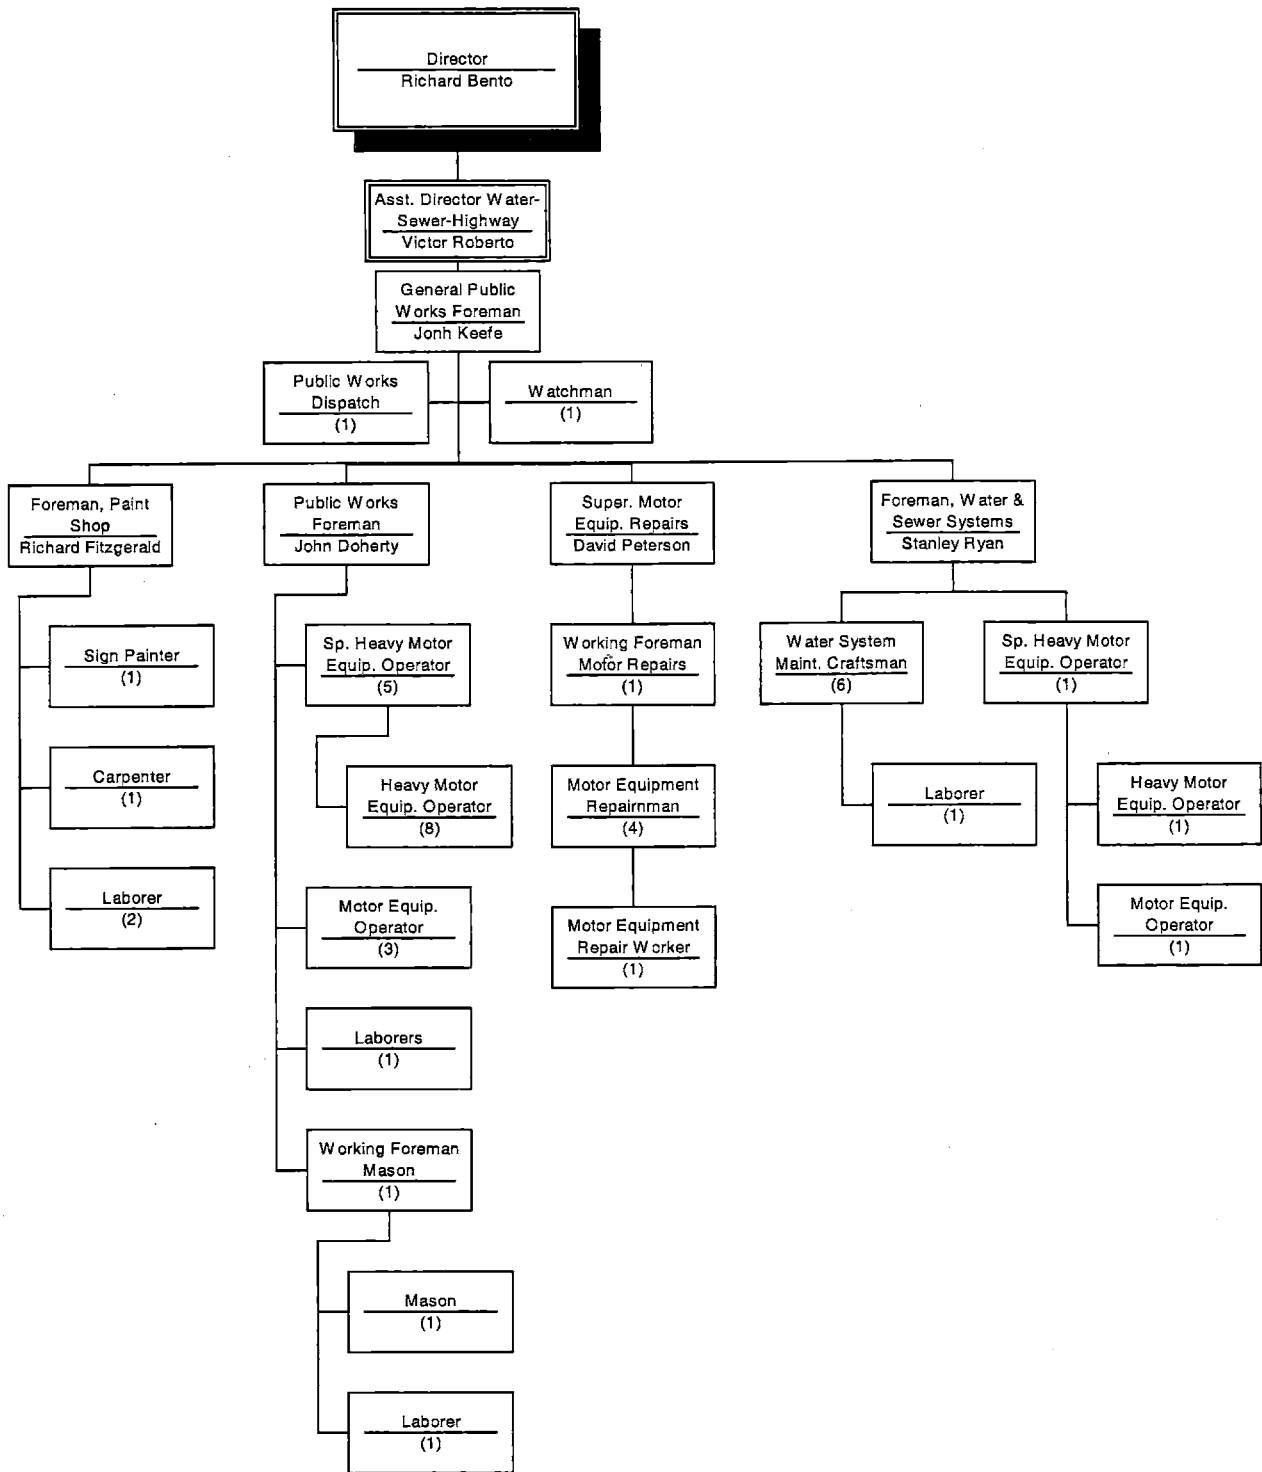 Director
Richard Bento
Asst. Director Water-
Sewer-Highway
Victor Roberto
General Public
Works Foreman
Jonh Keefe
Public Works
Dispatch
(1)
Watchman
(1)
Foreman, Paint
Shop
Richard Fitzgerald
Public Works
Foreman
John Doherty
Super. Motor
Equip. Repairs
David Peterson
Foreman, Water &
Sewer Systems
Stanley Ryan
Sign Painter
(1)
Carpenter
(1)
Laborer
(2)
Sp. Heavy Motor
Equip. Operator
(5)
Heavy Motor
Equip. Operator
(8)
Motor Equip.
Operator
(3)
Laborers
(1)
Working Foreman
Mason
(1)
Mason
(1)
Laborer
(1)
Working Foreman
Motor Repairs
(1)
Motor Equipment
Repairnman
(4)
Motor Equipment
Repair Worker
(1)
Water System
Maint. Craftsman
(6)
Laborer
(1)
Sp. Heavy Motor
Equip. Operator
(1)
Heavy Motor
Equip. Operator
(1)
Motor Equip.
Operator
(1)